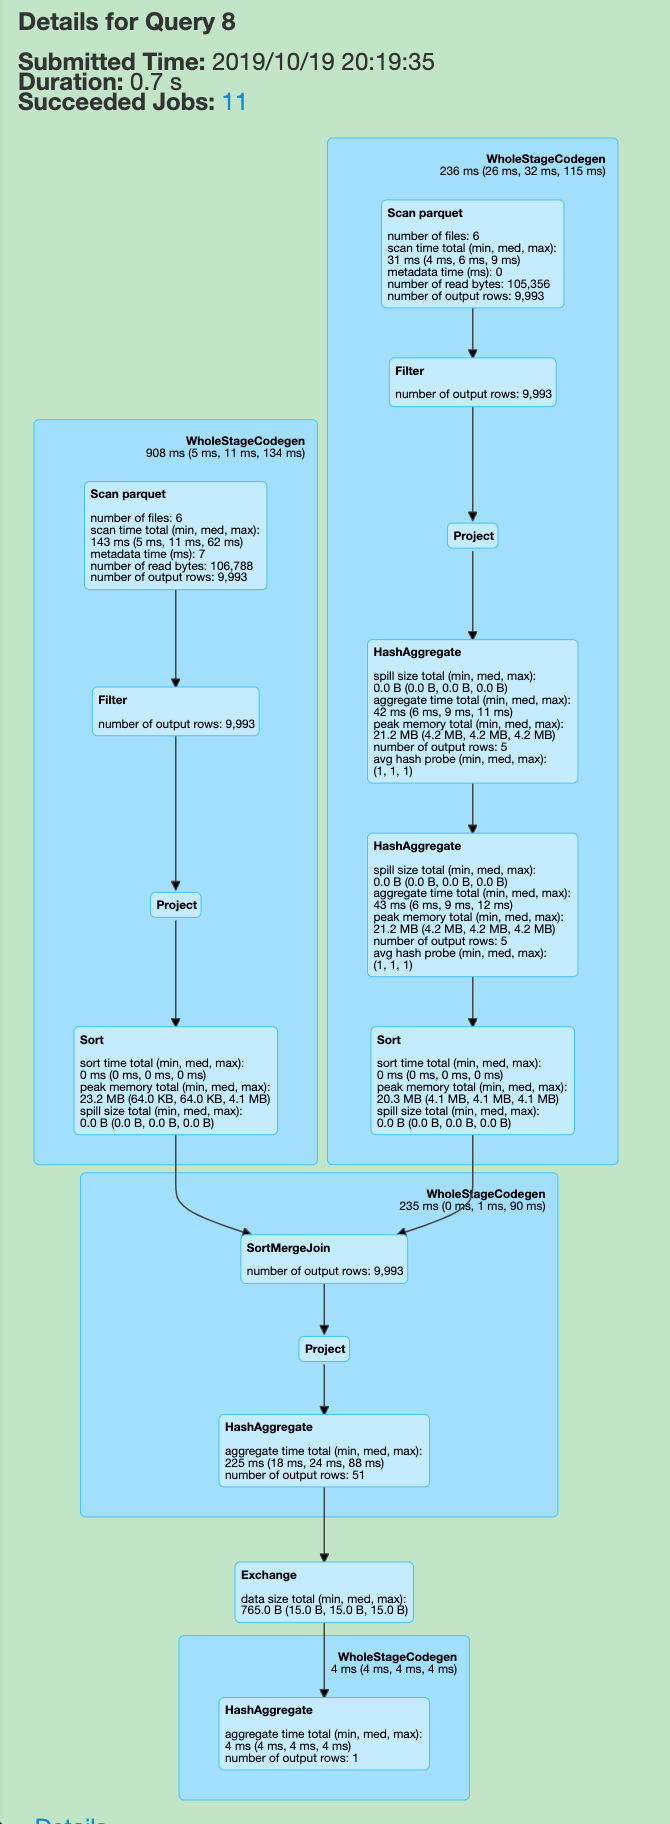 Details for Query 8
Submitted Time: 2019/10/19 20:19:35
Duration: 0.7 s
Succeeded Jobs: 11
WholeStageCodegen
236 ms (26 ms, 32 ms, 115 ms)
Scan parquet
number of files: 6
scan time total (min, med, max):
31 ms (4 ms, 6 ms, 9 ms)
metadata time (ms): 0
number of read bytes: 105,356
number of output rows: 9,993
Filter
number of output rows: 9,993
Project
HashAggregate
spill size total (min, med, max):
0.0 B (0.0 B, 0.0 B, 0.0 B)
aggregate time total (min, med, max):
42 ms (6 ms, 9 ms, 11 ms)
peak memory total (min, med, max):
21.2 MB (4.2 MB, 4.2 MB, 4.2 MB)
number of output rows: 5
avg hash probe (min, med, max):
(1, 1, 1)
HashAggregate
spill size total (min, med, max):
0.0 B (0.0 B, 0.0 B, 0.0 B)
aggregate time total (min, med, max):
43 ms (6 ms, 9 ms, 12 ms)
peak memory total (min, med, max):
21.2 MB (4.2 MB, 4.2 MB, 4.2 MB)
number of output rows: 5
avg hash probe (min, med, max):
(1, 1, 1)
Sort
sort time total (min, med, max):
0 ms (0 ms, 0 ms, 0 ms)
peak memory total (min, med, max):
20.3 MB (4.1 MB, 4.1 MB, 4.1 MB)
spill size total (min, med, max):
0.0 B (0.0 B, 0.0 B, 0.0 B)
WholeStageCodegen
908 ms (5 ms, 11 ms, 134 ms)
Scan parquet
number of files: 6
scan time total (min, med, max):
143 ms (5 ms, 11 ms, 62 ms)
metadata time (ms): 7
number of read bytes: 106,788
number of output rows: 9,993
Filter
number of output rows: 9,993
Project
Sort
sort time total (min, med, max):
0 ms (0 ms, 0 ms, 0 ms)
peak memory total (min, med, max):
23.2 MB (64.0 KB, 64.0 KB, 4.1 MB)
spill size total (min, med, max):
0.0 B (0.0 B, 0.0 B, 0.0 B)
WholeStageCodegen
235 ms (0 ms, 1 ms, 90 ms)
SortMergeJoin
number of output rows: 9,993
Project
HashAggregate
aggregate time total (min, med, max):
225 ms (18 ms, 24 ms, 88 ms)
number of output rows: 51
Exchange
data size total (min, med, max):
765.0 B (15.0 B, 15.0 B, 15.0 B)
WholeStageCodegen
4 ms (4 ms, 4 ms, 4 ms)
HashAggregate
aggregate time total (min, med, max):
4 ms (4 ms, 4 ms, 4 ms)
number of output rows: 1
Details